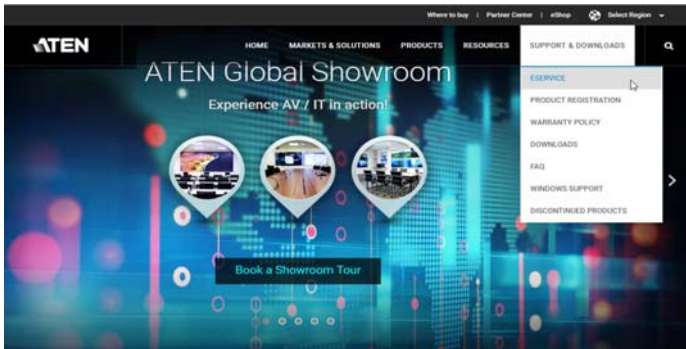 Where to buy | Partner Center | eShop Select Region
ATEN HOME MARKETS & SOLUTIONS PRODUCTS RESOURCES SUPPORT & DOWNLOADS
ATEN Global Showroom
Experience AV / IT in action!
Book a Showroom Tour
ESERVICE
PRODUCT REGISTRATION
WARRANTY POLICY
DOWNLOADS
FAQ
WINDOWS SUPPORT
DISCONTINUED PRODUCTS